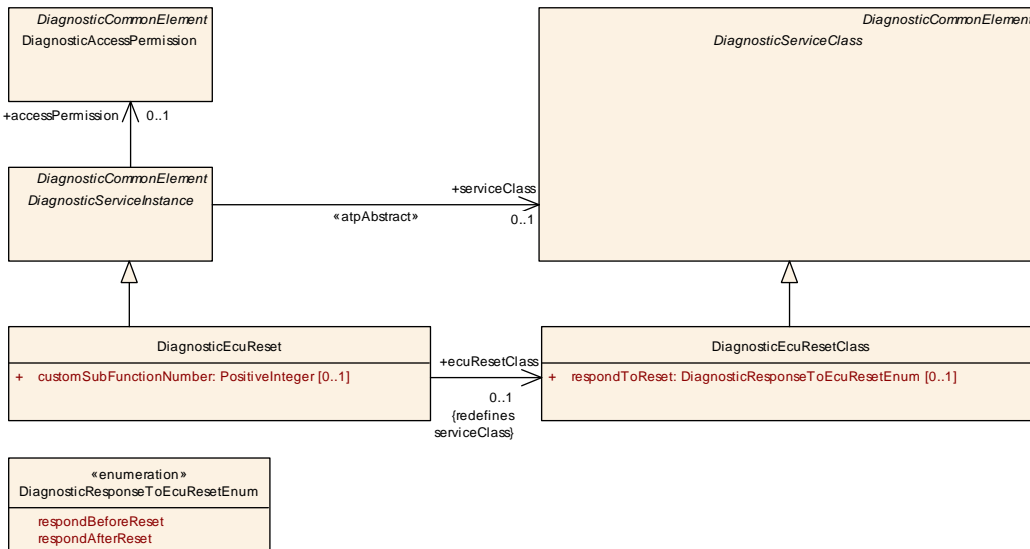 DiagnosticCommonElement
DiagnosticAccessPermission
DiagnosticCommonElement
DiagnosticServiceClass
+accessPermission
0..1
DiagnosticCommonElement
DiagnosticServiceInstance
+serviceClass
«atpAbstract»
0..1
DiagnosticEcuReset
+ customSubFunctionNumber: PositiveInteger [0..1]
+ecuResetClass
0..1
{redefines
serviceClass}
DiagnosticEcuResetClass
+ respondToReset: DiagnosticResponseToEcuResetEnum [0..1]
«enumeration»
DiagnosticResponseToEcuResetEnum
respondBeforeReset
respondAfterReset